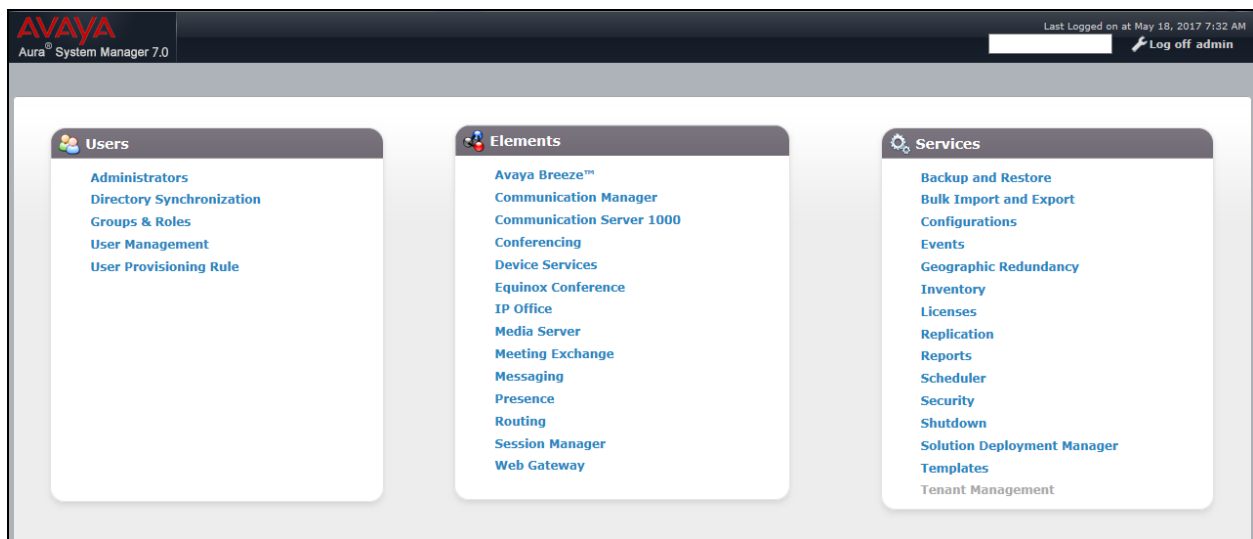 AVAYA
Aura® System Manager 7.0
Last Logged on at May 18, 2017 7:32 AM
Log off admin
Users
Administrators
Directory Synchronization
Groups & Roles
User Management
User Provisioning Rule
Elements
Avaya Breeze™
Communication Manager
Communication Server 1000
Conferencing
Device Services
Equinox Conference
IP Office
Media Server
Meeting Exchange
Messaging
Presence
Routing
Session Manager
Web Gateway
Services
Backup and Restore
Bulk Import and Export
Configurations
Events
Geographic Redundancy
Inventory
Licenses
Replication
Reports
Scheduler
Security
Shutdown
Solution Deployment Manager
Templates
Tenant Management